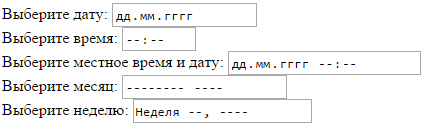 Выберите дату: дд.мм.гггг
Выберите время: --:--
Выберите местное время и дату: дд.мм.гггг --:--
Выберите месяц: -------- ----
Выберите неделю: Неделя --, ----